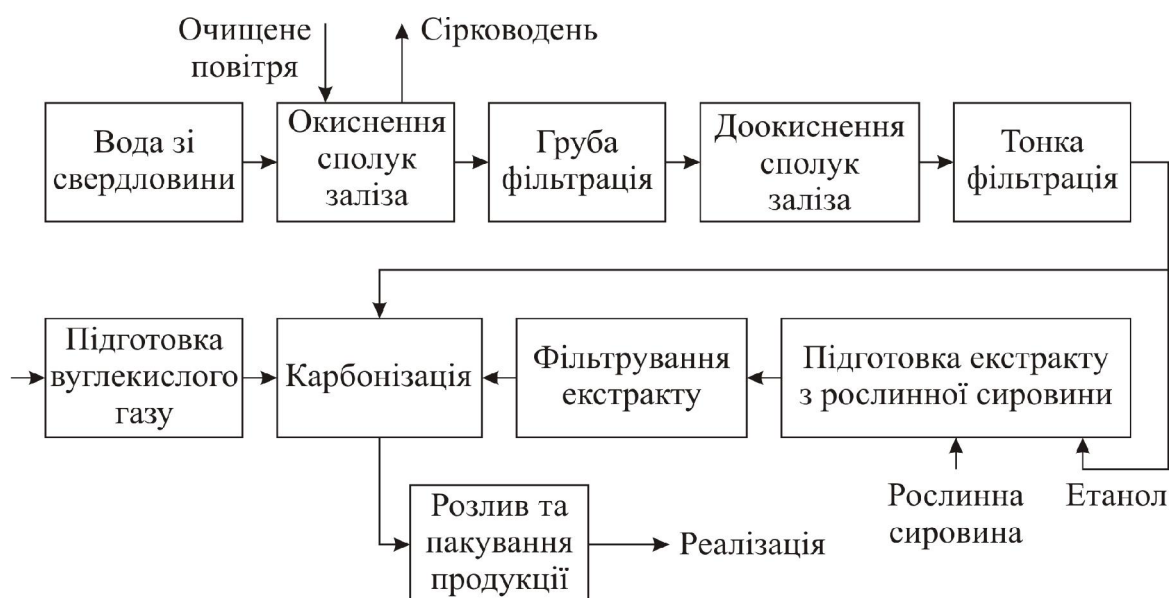 Очищене
повітря
Сірководень
Вода зі
свердловини
Окиснення
сполук
заліза
Груба
фільтрація
Доокиснення
сполук
заліза
Тонка
фільтрація
Підготовка
вуглекислого
газу
Карбонізація
Фільтрування
екстракту
Підготовка екстракту
з рослинної сировини
Рослинна
сировина
Етанол
Розлив та
пакування
продукції
Реалізація